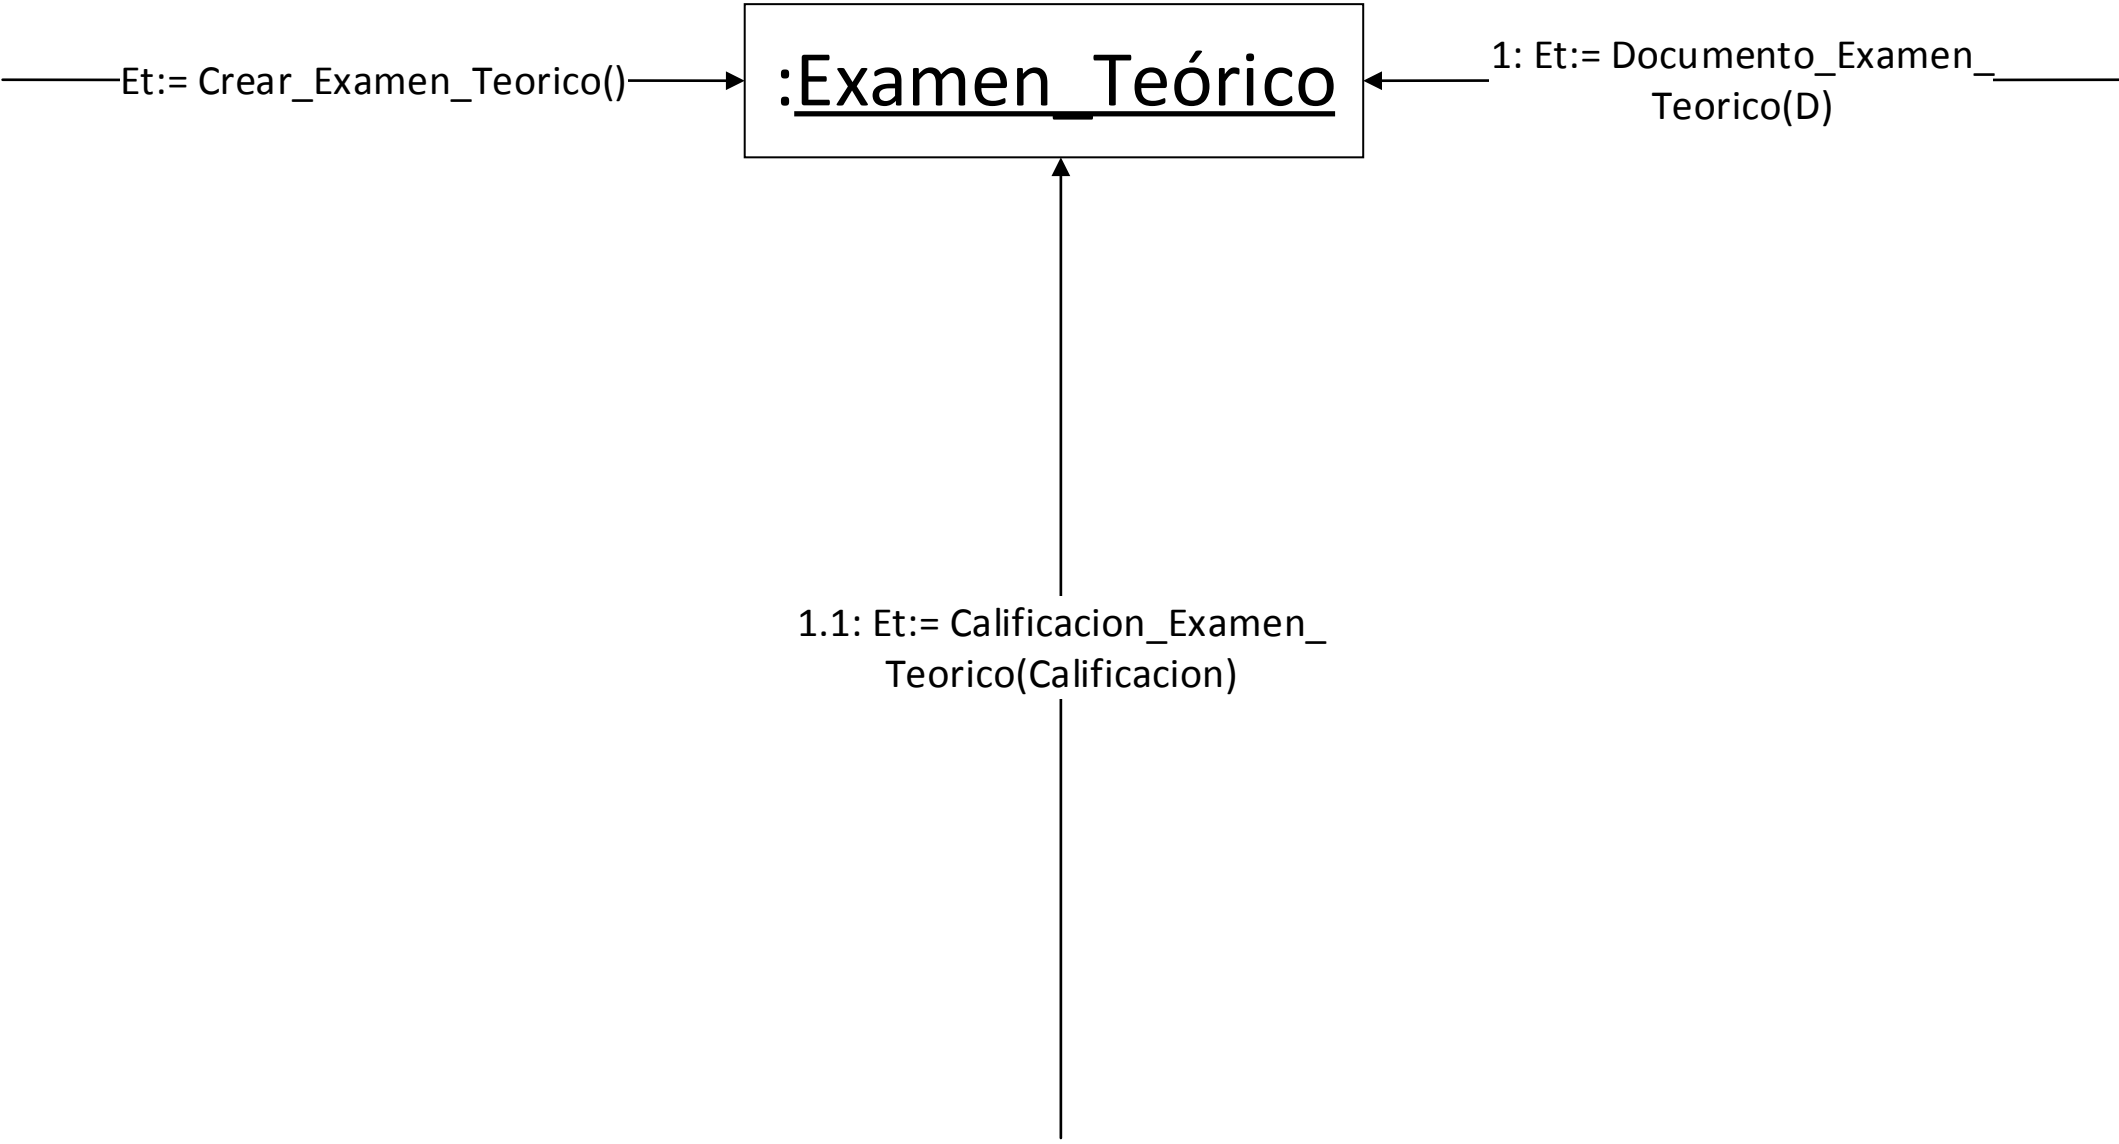 Et:= Crear_Examen_Teorico()
:Examen_Teórico
1: Et:= Documento_Examen_
Teorico(D)
1.1: Et:= Calificacion_Examen_
Teorico(Calificacion)